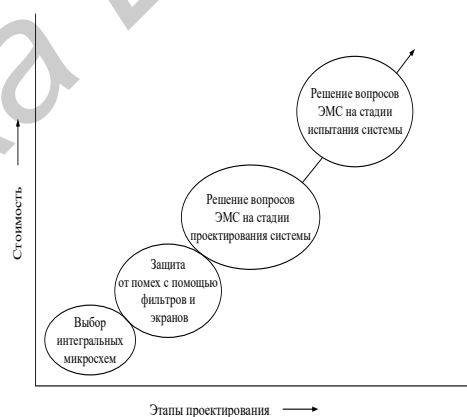 Решение вопросов
ЭМС на стадии
испытания системы
Решение вопросов
ЭМС на стадии
проектирования системы
Защита
от помех с помощью
фильтров и
экранов
Выбор
интегральных
микросхем
Стоимость
Этапы проектирования